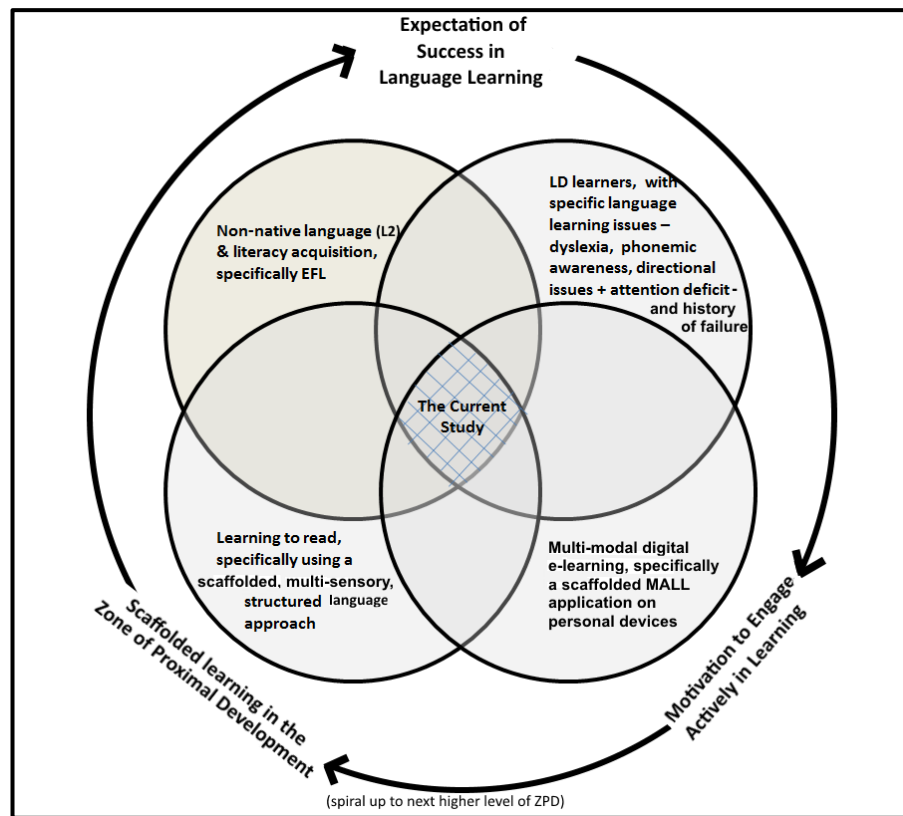 Expectation of
Success in
Language Learning
Non-native language (L2)
& literacy acquisition,
specifically EFL
LD learners, with
specific language
learning issues –
dyslexia, phonemic
awareness, directional
issues + attention deficit-
and history
of failure
The Current
Study
Learning to read,
specifically using a
scaffolded, multi-sensory,
structured language
approach
Multi-modal digital
e-learning, specifically
a scaffolded MALL
application on
personal devices
Motivation to Engage
Actively in Learning
Scaffolded learning in the
Zone of Proximal Development
(spiral up to next higher level of ZPD)